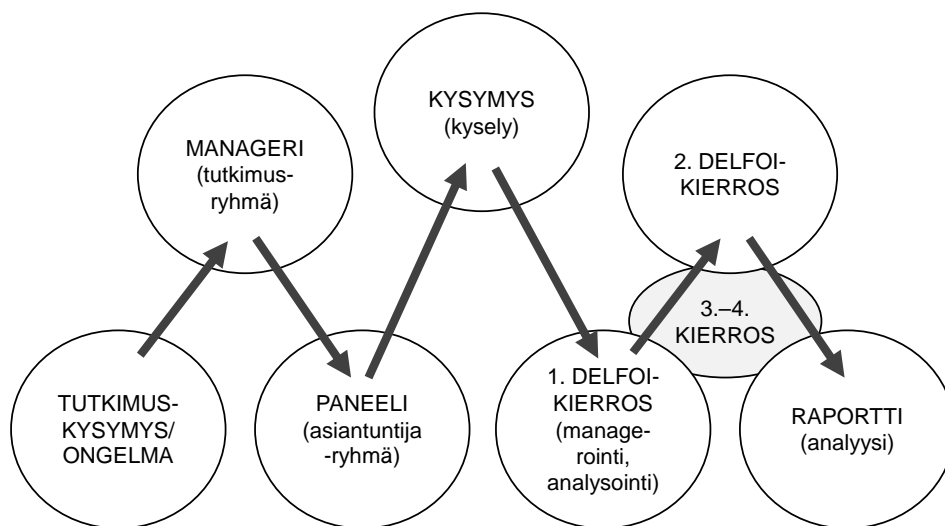 TUTKIMUS-
KYSYMYS/
ONGELMA
MANAGERI
(tutkimus-
ryhmä)
PANEELI
(asiantuntija
-ryhmä)
KYSYMYS
(kysely)
1. DELFOI-
KIERROS
(manage-
rointi,
analysointi)
2. DELFOI-
KIERROS
3.–4.
KIERROS
RAPORTTI
(analyysi)